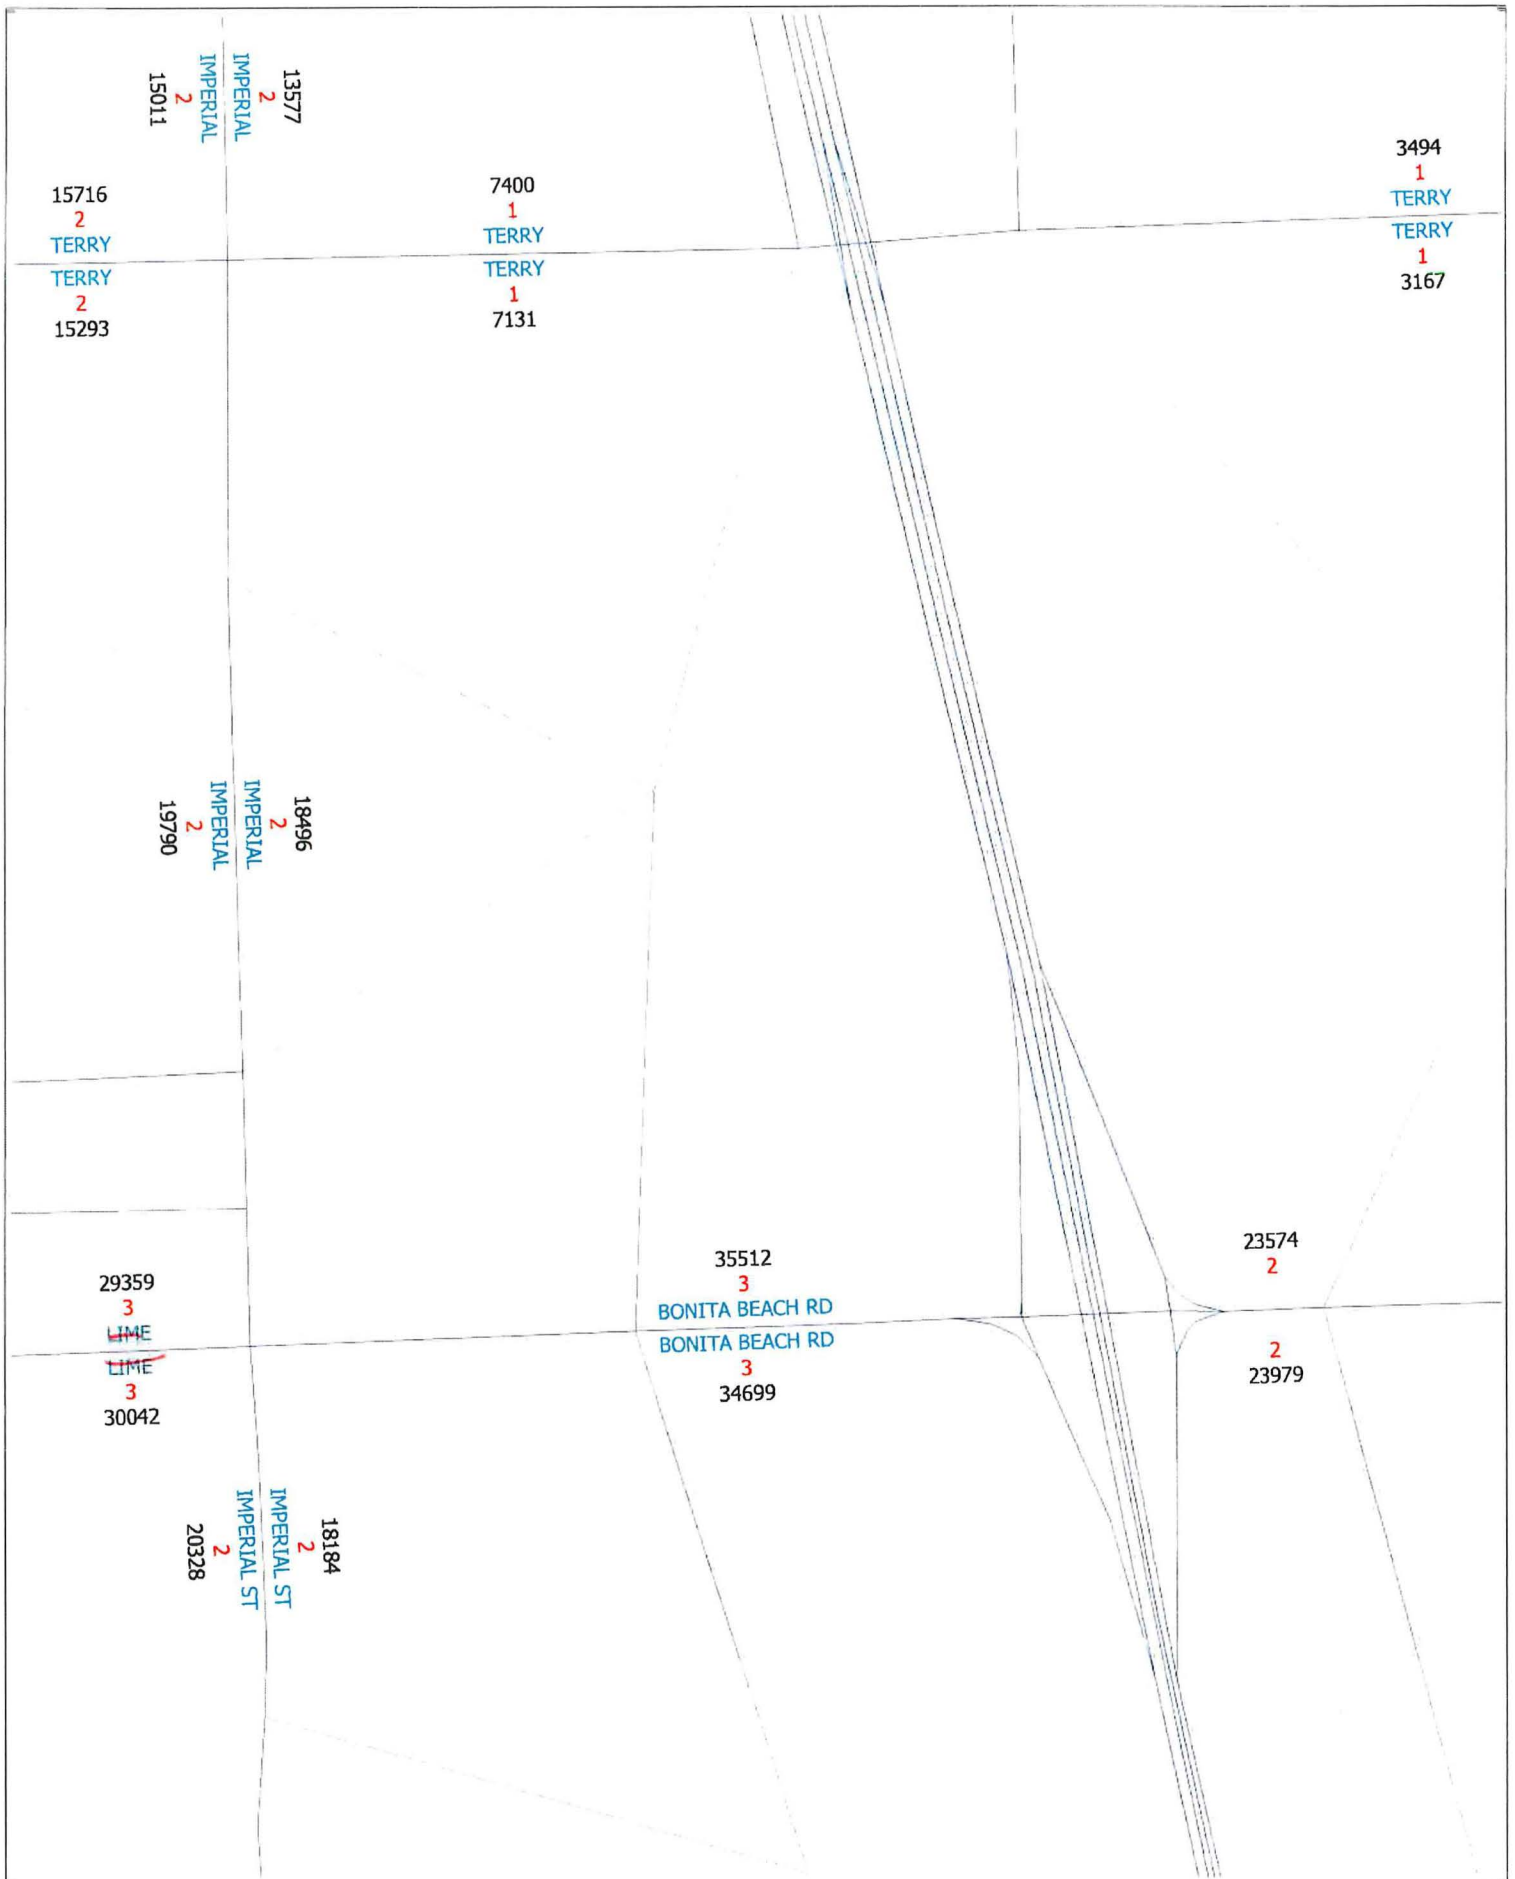 13577
2
IMPERIAL
IMPERIAL
2
15011
15716
2
TERRY
TERRY
2
15293
7400
1
TERRY
TERRY
1
7131
3494
1
TERRY
TERRY
1
3167
18496
2
IMPERIAL
IMPERIAL
2
19790
29359
3
LIME
LIME
3
30042
35512
3
BONITA BEACH RD
BONITA BEACH RD
3
34699
23574
2
2
23979
18184
2
IMPERIAL ST
IMPERIAL ST
2
20328